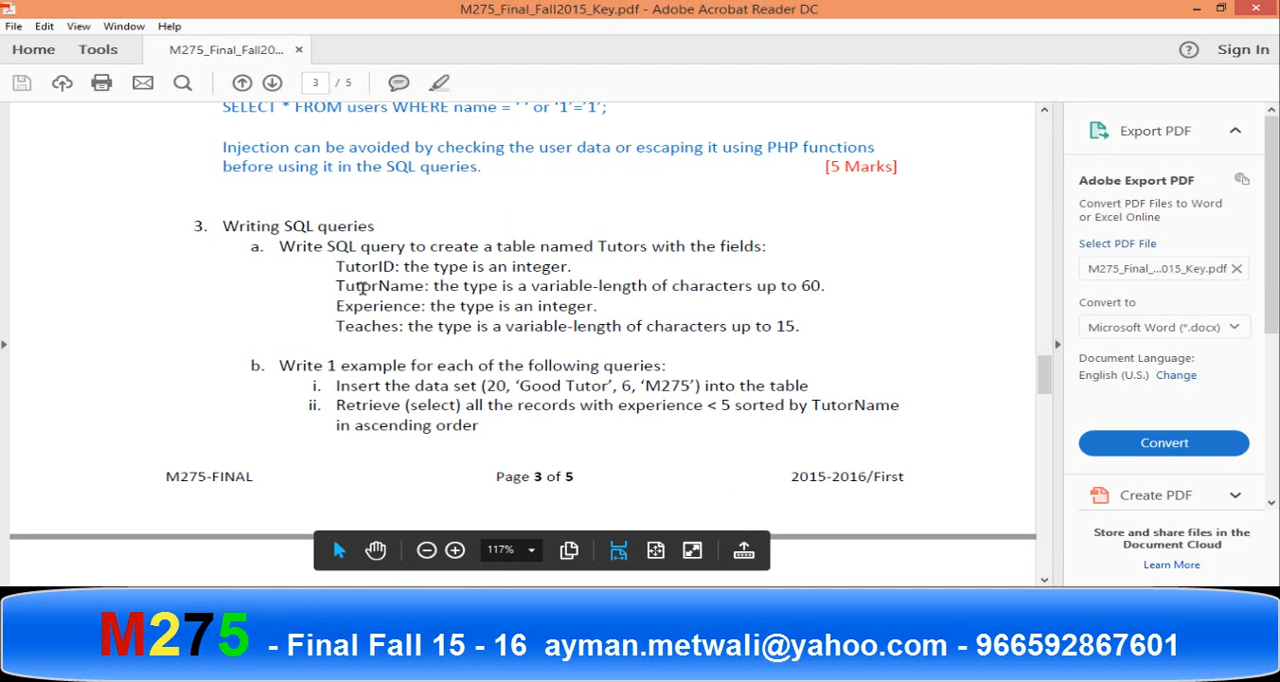 M275_Final_Fall2015_Key.pdf - Adobe Acrobat Reader DC
File Edit View Window Help
Home Tools M275_Final_Fall20... × Sign In
3 / 5
SELECT * FROM users WHERE name = ' ' or '1'='1';
Injection can be avoided by checking the user data or escaping it using PHP functions
before using it in the SQL queries. [5 Marks]
3. Writing SQL queries
a. Write SQL query to create a table named Tutors with the fields:
TutorID: the type is an integer.
TutorName: the type is a variable-length of characters up to 60.
Experience: the type is an integer.
Teaches: the type is a variable-length of characters up to 15.
b. Write 1 example for each of the following queries:
i. Insert the data set (20, 'Good Tutor', 6, 'M275') into the table
ii. Retrieve (select) all the records with experience < 5 sorted by TutorName
in ascending order
M275-FINAL Page 3 of 5 2015-2016/First
117%
Export PDF
Adobe Export PDF
Convert PDF Files to Word
or Excel Online
Select PDF File
M275_Final_...015_Key.pdf ×
Convert to
Microsoft Word (*.docx)
Document Language:
English (U.S.) Change
Convert
Create PDF
Store and share files in the
Document Cloud
Learn More
M275 - Final Fall 15 - 16 ayman.metwali@yahoo.com - 966592867601